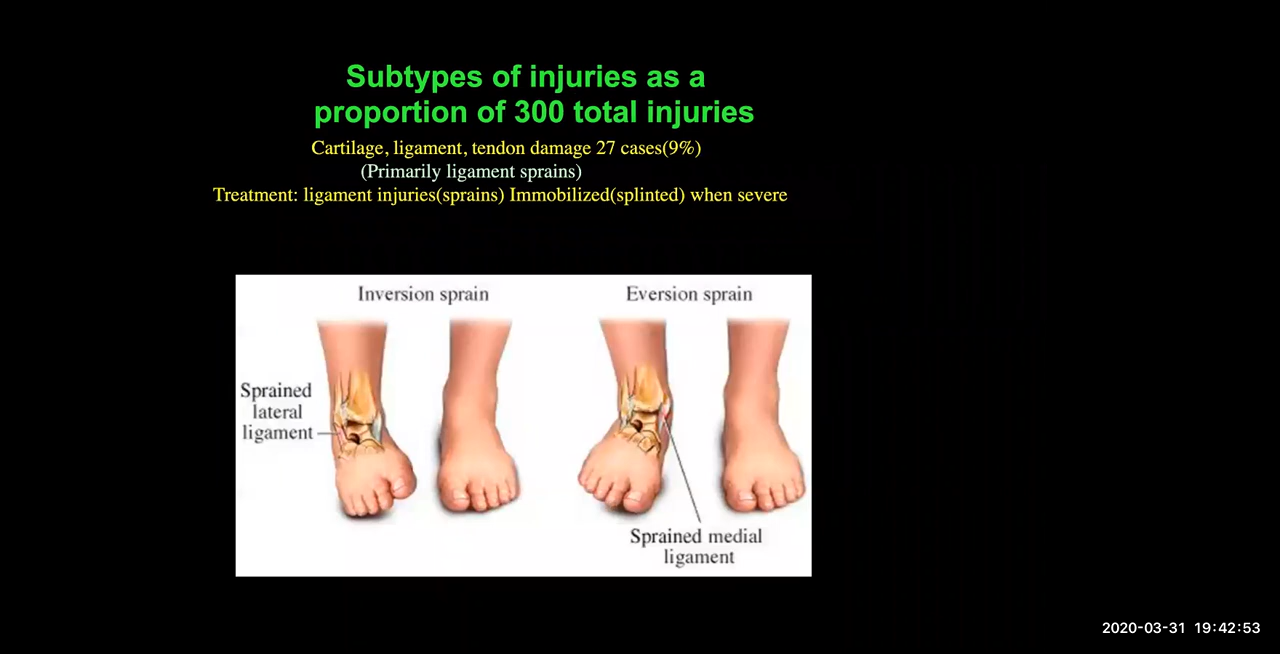 Subtypes of injuries as a
proportion of 300 total injuries
Cartilage, ligament, tendon damage 27 cases(9%)
(Primarily ligament sprains)
Treatment: ligament injuries(sprains) Immobilized(splinted) when severe
Inversion sprain
Eversion sprain
Sprained
lateral
ligament
Sprained medial
ligament
2020-03-31 19:42:53